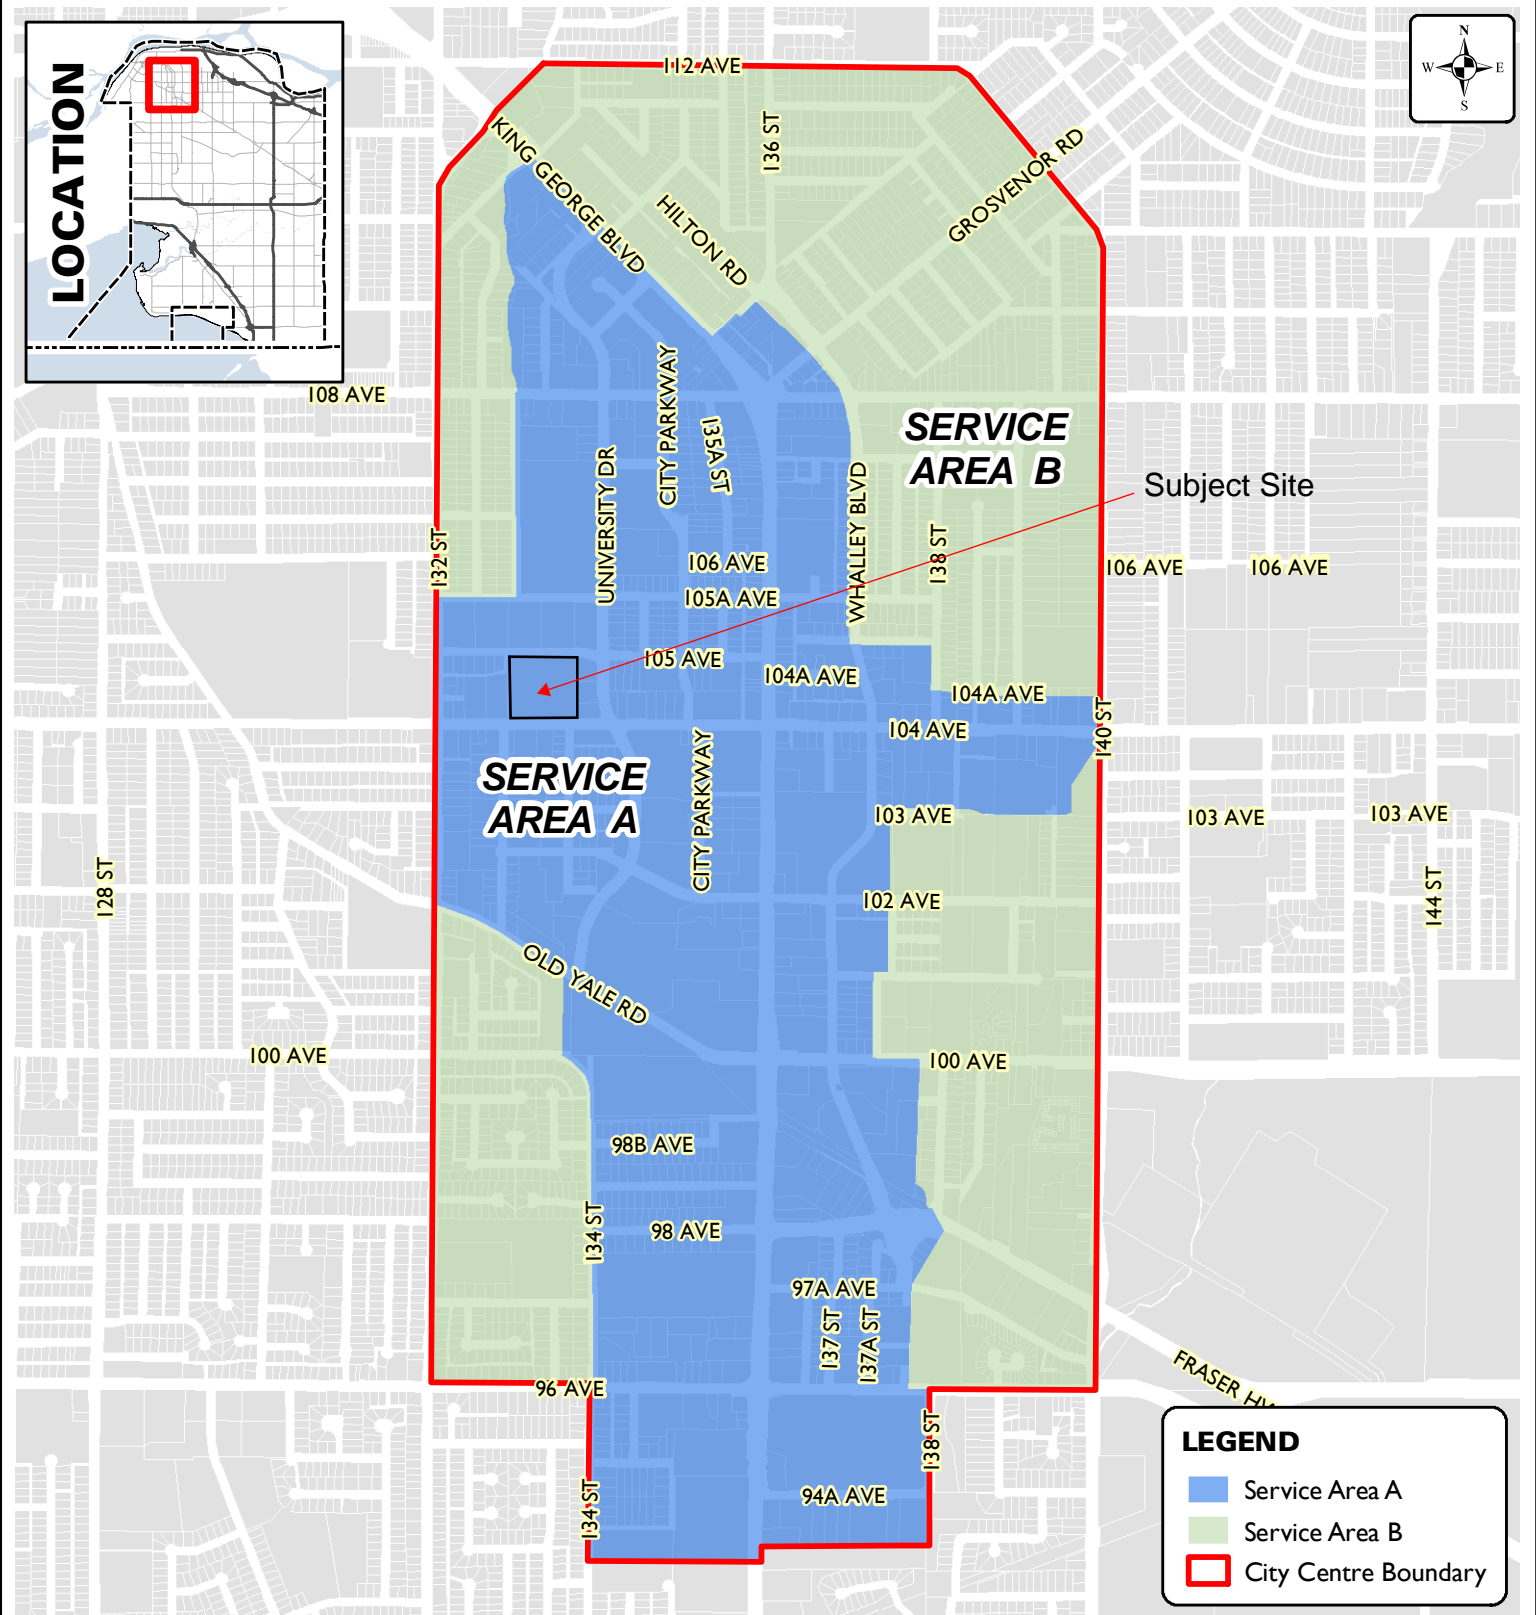 LOCATION
N
W
E
S
112 AVE
KING GEORGE BLVD
136 ST
HILTON RD
GROSVENOR RD
108 AVE
CITY PARKWAY
135A ST
UNIVERSITY DR
WHALLEY BLVD
SERVICE
AREA B
Subject Site
132 ST
138 ST
106 AVE
106 AVE
106 AVE
105A AVE
105 AVE
104A AVE
104A AVE
104 AVE
140 ST
SERVICE
AREA A
CITY PARKWAY
103 AVE
103 AVE
103 AVE
128 ST
102 AVE
144 ST
OLD YALE RD
100 AVE
100 AVE
98B AVE
134 ST
98 AVE
97A AVE
137 ST
137A ST
FRASER
96 AVE
138 ST
134 ST
94A AVE
LEGEND
Service Area A
Service Area B
City Centre Boundary